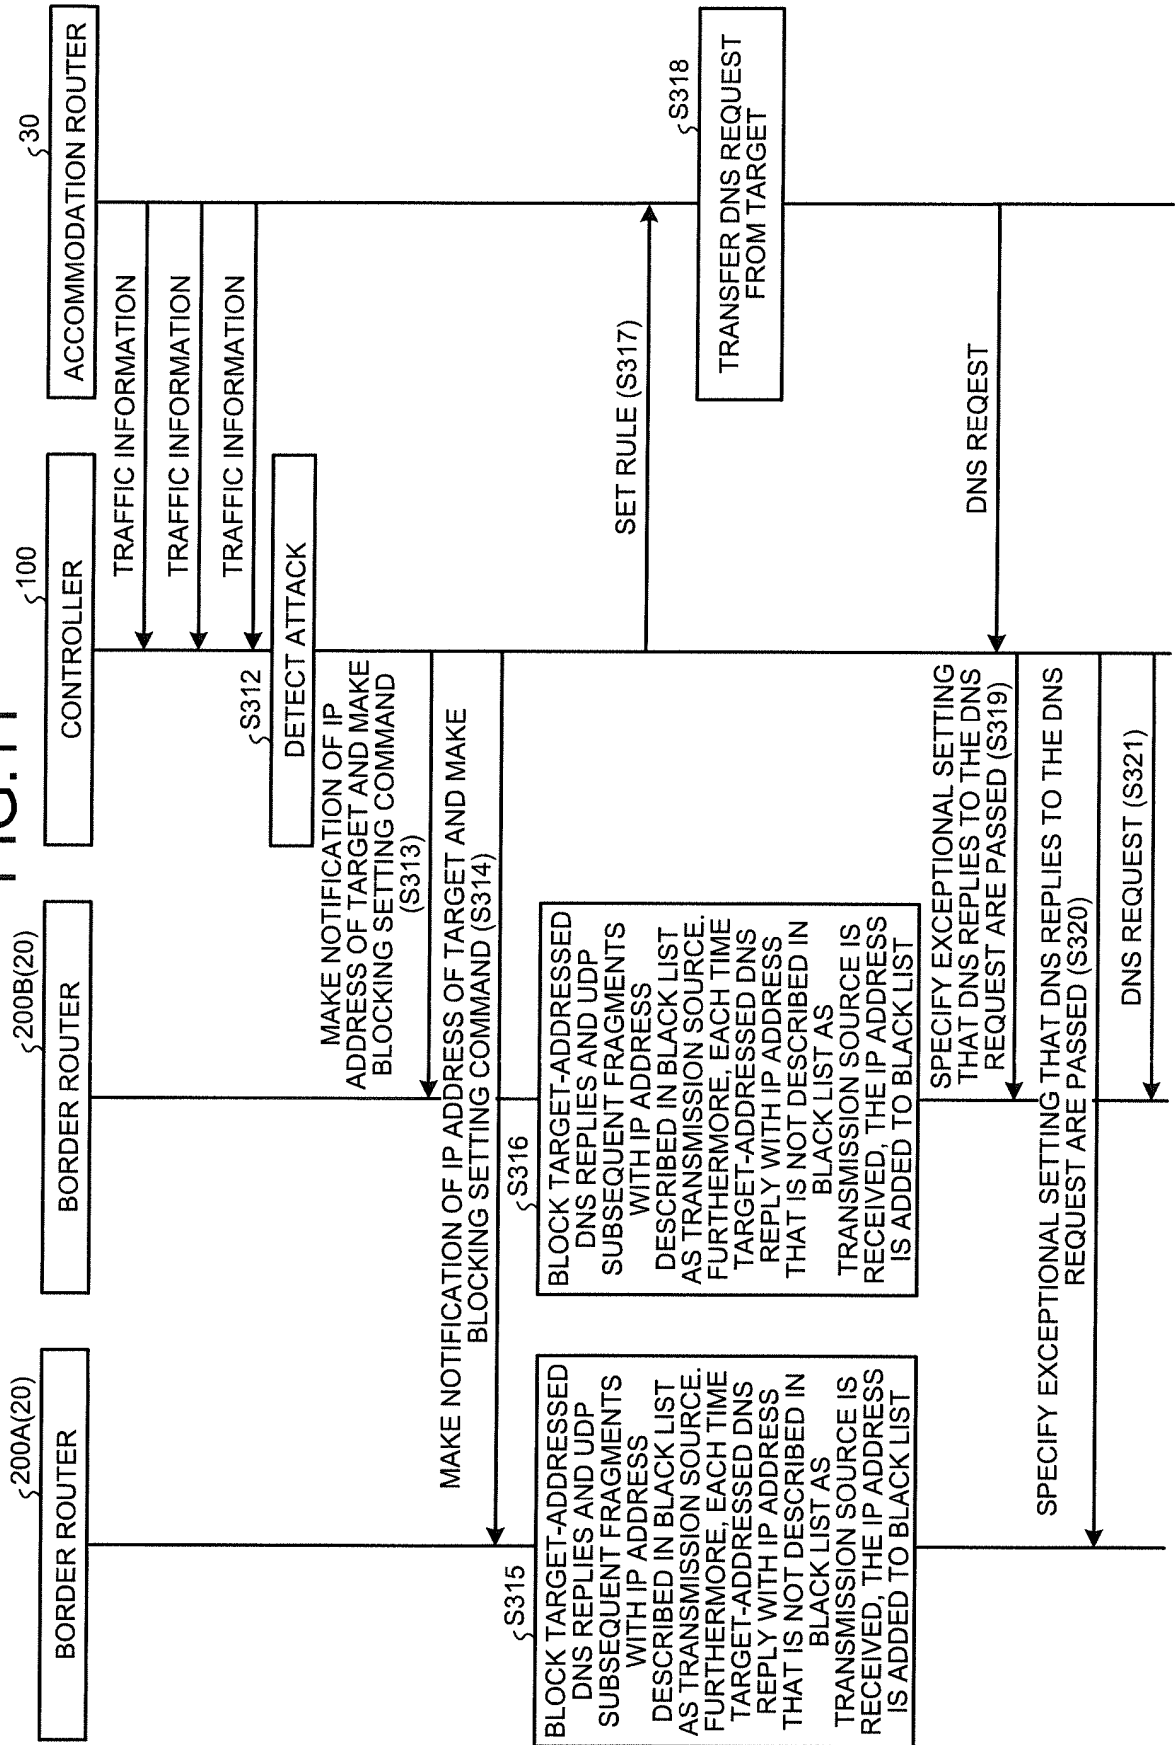 200A(20)
BORDER ROUTER
200B(20)
BORDER ROUTER
100
CONTROLLER
30
ACCOMMODATION ROUTER
TRAFFIC INFORMATION
TRAFFIC INFORMATION
TRAFFIC INFORMATION
S312
DETECT ATTACK
MAKE NOTIFICATION OF IP
ADDRESS OF TARGET AND MAKE
BLOCKING SETTING COMMAND
(S313)
MAKE NOTIFICATION OF IP ADDRESS OF TARGET AND MAKE
BLOCKING SETTING COMMAND (S314)
S315
BLOCK TARGET-ADDRESSED
DNS REPLIES AND UDP
SUBSEQUENT FRAGMENTS
WITH IP ADDRESS
DESCRIBED IN BLACK LIST
AS TRANSMISSION SOURCE.
FURTHERMORE, EACH TIME
TARGET-ADDRESSED DNS
REPLY WITH IP ADDRESS
THAT IS NOT DESCRIBED IN
BLACK LIST AS
TRANSMISSION SOURCE IS
RECEIVED, THE IP ADDRESS
IS ADDED TO BLACK LIST
S316
BLOCK TARGET-ADDRESSED
DNS REPLIES AND UDP
SUBSEQUENT FRAGMENTS
WITH IP ADDRESS
DESCRIBED IN BLACK LIST
AS TRANSMISSION SOURCE.
FURTHERMORE, EACH TIME
TARGET-ADDRESSED DNS
REPLY WITH IP ADDRESS
THAT IS NOT DESCRIBED IN
BLACK LIST AS
TRANSMISSION SOURCE IS
RECEIVED, THE IP ADDRESS
IS ADDED TO BLACK LIST
SET RULE (S317)
S318
TRANSFER DNS REQUEST
FROM TARGET
DNS REQEST
SPECIFY EXCEPTIONAL SETTING
THAT DNS REPLIES TO THE DNS
REQUEST ARE PASSED (S319)
SPECIFY EXCEPTIONAL SETTING THAT DNS REPLIES TO THE DNS
REQUEST ARE PASSED (S320)
DNS REQUEST (S321)